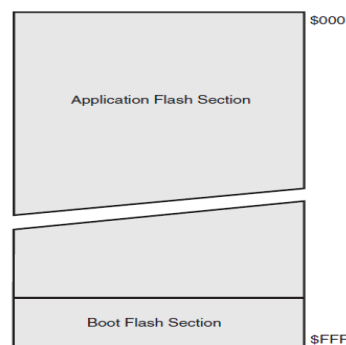 $000
Application Flash Section
Boot Flash Section
$FFF